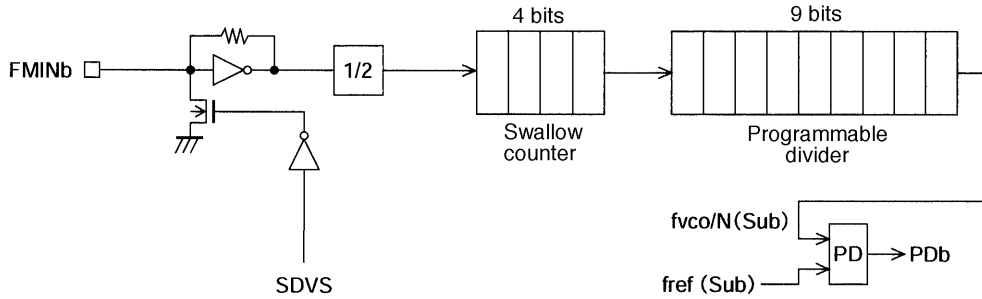 4 bits
9 bits
FMINb
1/2
Swallow
counter
Programmable
divider
fvco/N (Sub)
PD
PDb
fref (Sub)
SDVS